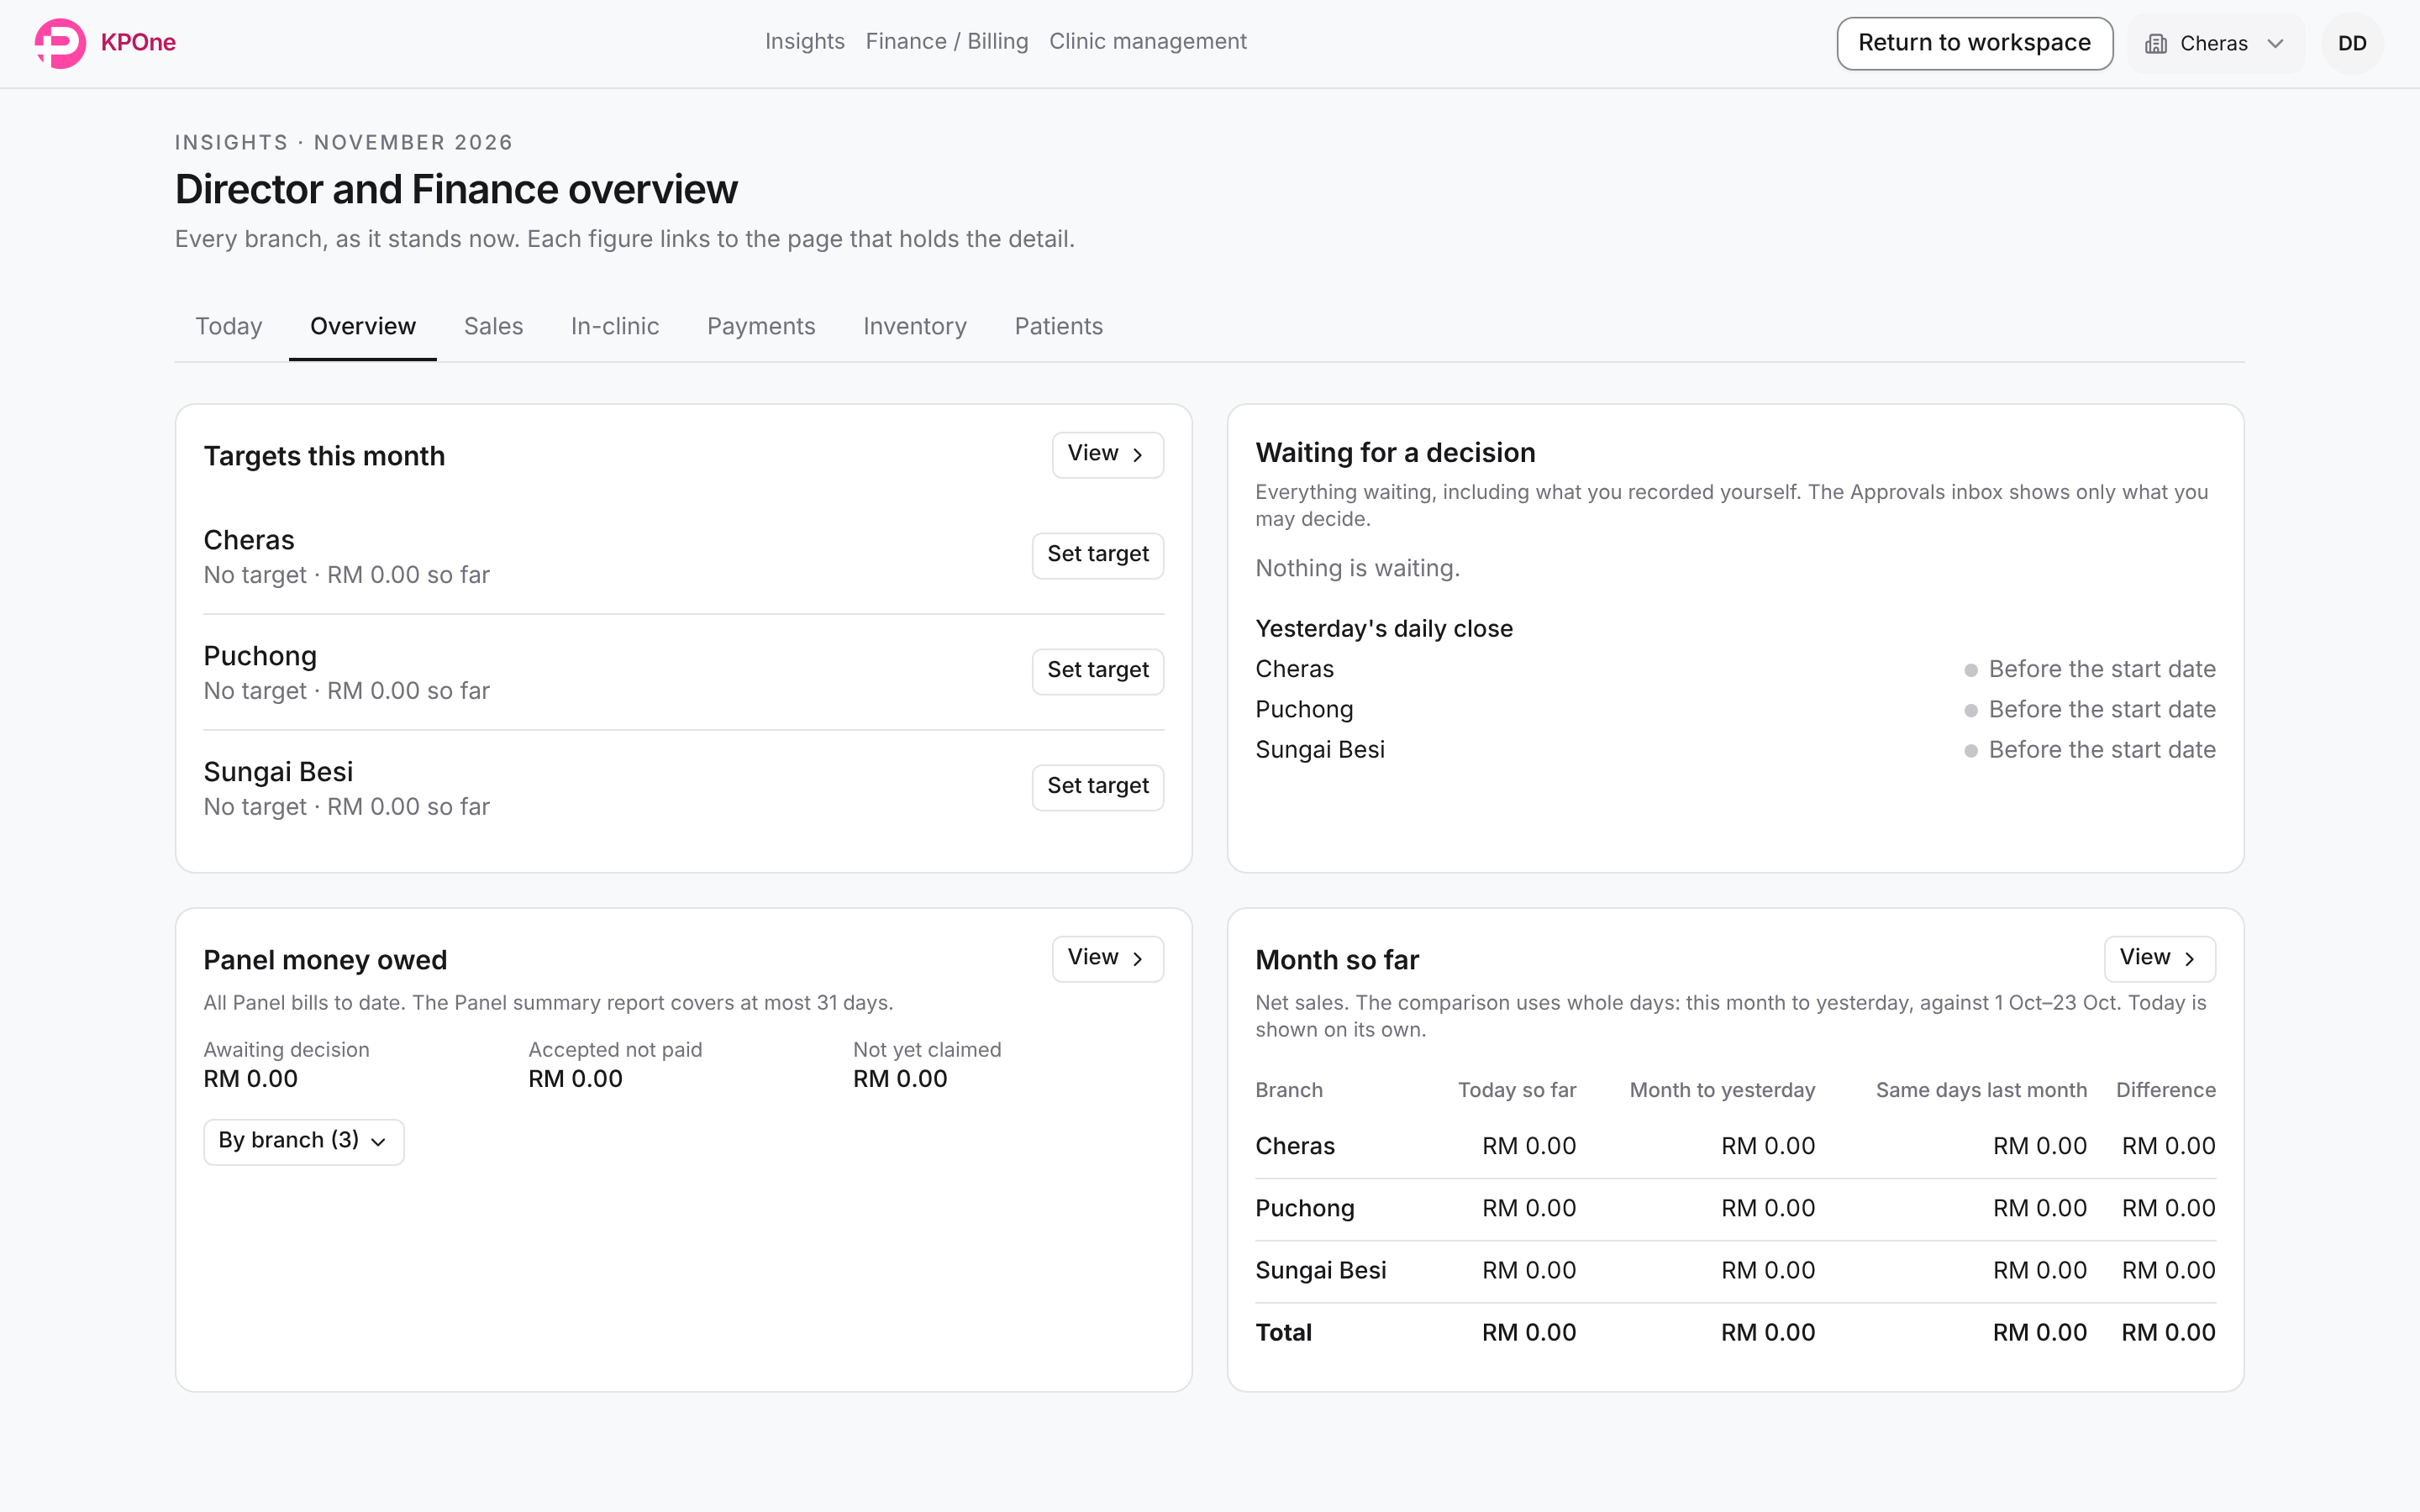 KPOne
Insights
Finance / Billing
Clinic management
Return to workspace
Cheras
DD
INSIGHTS · NOVEMBER 2026
Director and Finance overview
Every branch, as it stands now. Each figure links to the page that holds the detail.
Today
Overview
Sales
In-clinic
Payments
Inventory
Patients
Targets this month
View
Cheras
No target · RM 0.00 so far
Set target
Puchong
No target · RM 0.00 so far
Set target
Sungai Besi
No target · RM 0.00 so far
Set target
Waiting for a decision
Everything waiting, including what you recorded yourself. The Approvals inbox shows only what you
may decide.
Nothing is waiting.
Yesterday's daily close
Cheras Before the start date
Puchong Before the start date
Sungai Besi Before the start date
Panel money owed
View
All Panel bills to date. The Panel summary report covers at most 31 days.
Awaiting decision Accepted not paid Not yet claimed
RM 0.00 RM 0.00 RM 0.00
By branch (3)
Month so far
View
Net sales. The comparison uses whole days: this month to yesterday, against 1 Oct–23 Oct. Today is
shown on its own.
Branch Today so far Month to yesterday Same days last month Difference
Cheras RM 0.00 RM 0.00 RM 0.00 RM 0.00
Puchong RM 0.00 RM 0.00 RM 0.00 RM 0.00
Sungai Besi RM 0.00 RM 0.00 RM 0.00 RM 0.00
Total RM 0.00 RM 0.00 RM 0.00 RM 0.00